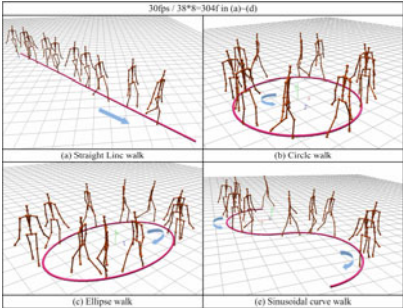 30fps / 38*8=304f in (a)~(d)
(a) Straight Line walk
(b) Circle walk
(c) Ellipse walk
(e) Sinusoidal curve walk